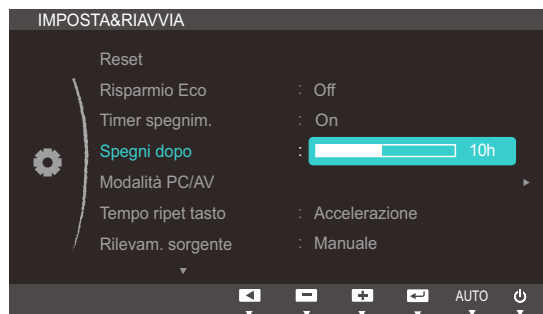 IMPOSTA&RIAVVIA
Reset
Risparmio Eco : Off
Timer spegnim. : On
Spegni dopo : 10h
Modalità PC/AV
Tempo ripet tasto : Accelerazione
Rilevam. sorgente : Manuale
AUTO